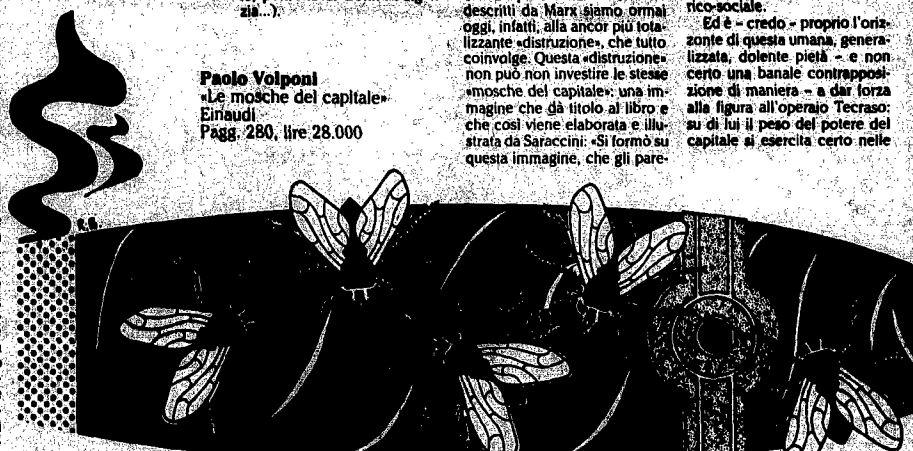 zia...).
Paolo Volponi
«Le mosche del capitale»
Einaudi
Pagg. 280, lire 28.000
descritti da Marx siamo ormai
oggi, infatti, alla ancor più tota-
lizzante «distruzione», che tutto
coinvolge. Questa «distruzione»
non può non investire le stesse
«mosche del capitale»: una im-
magine che dà titolo al libro e
che così viene elaborata e illu-
strata da Saraccini: «Si formò su
questa immagine, che gli pare-
rico-sociale.
Ed è - credo - proprio l'oriz-
zonte di questa umana, genera-
lizzata, dolente pietà - e non
certo una banale contrapposi-
zione di maniera - a dar forza
alla figura all'operaio Tecraso:
su di lui il peso del potere del
capitale si esercita certo nelle